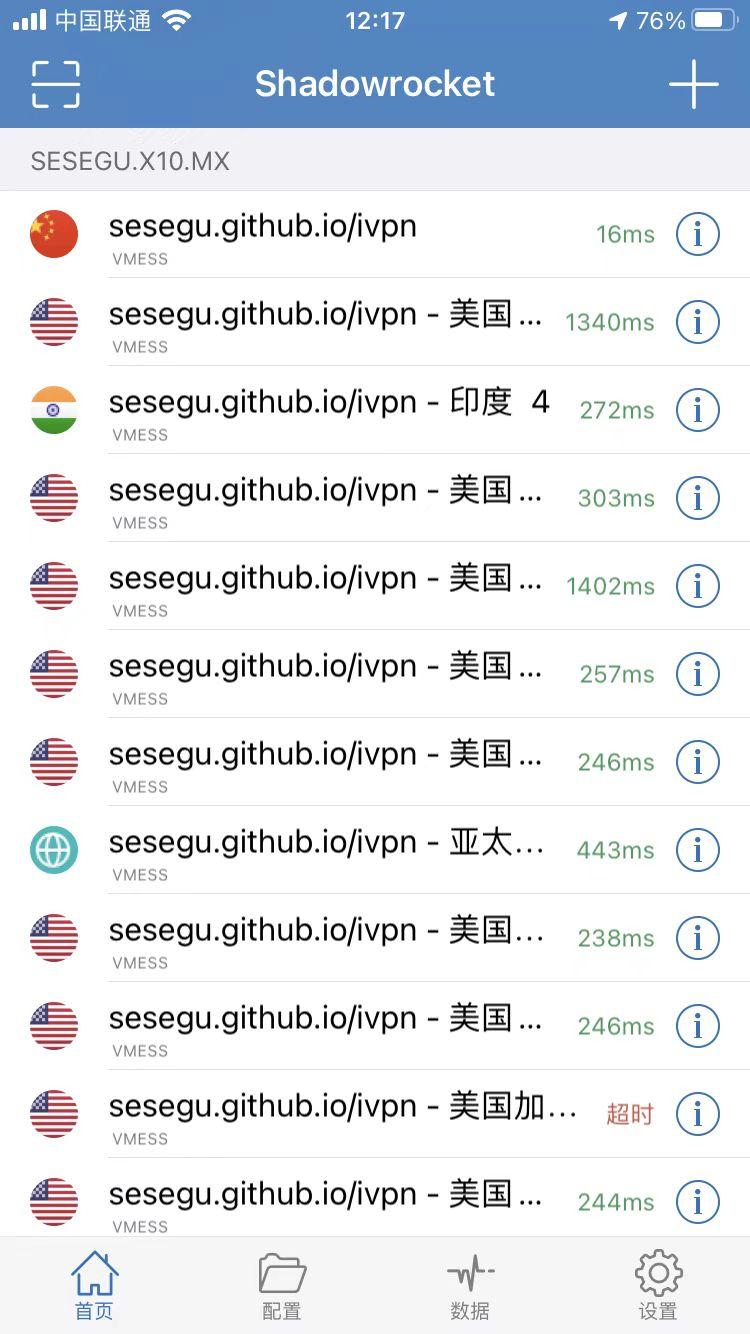 中国联通 12:17 76%
Shadowrocket
SESEGU.X10.MX
sesegu.github.io/ivpn 16ms
VMESS
sesegu.github.io/ivpn - 美国... 1340ms
VMESS
sesegu.github.io/ivpn - 印度 4 272ms
VMESS
sesegu.github.io/ivpn - 美国... 303ms
VMESS
sesegu.github.io/ivpn - 美国... 1402ms
VMESS
sesegu.github.io/ivpn - 美国... 257ms
VMESS
sesegu.github.io/ivpn - 美国... 246ms
VMESS
sesegu.github.io/ivpn - 亚太... 443ms
VMESS
sesegu.github.io/ivpn - 美国... 238ms
VMESS
sesegu.github.io/ivpn - 美国... 246ms
VMESS
sesegu.github.io/ivpn - 美国加... 超时
VMESS
sesegu.github.io/ivpn - 美国... 244ms
VMESS
首页 配置 数据 设置